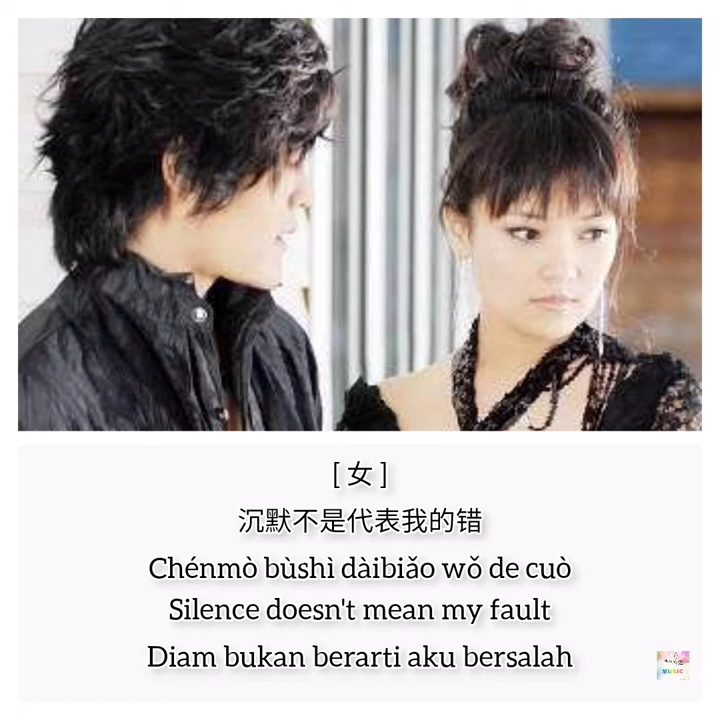 [ 女 ]
沉默不是代表我的错
Chénmò bùshì dàibiǎo wǒ de cuò
Silence doesn't mean my fault
Diam bukan berarti aku bersalah
MUSIC